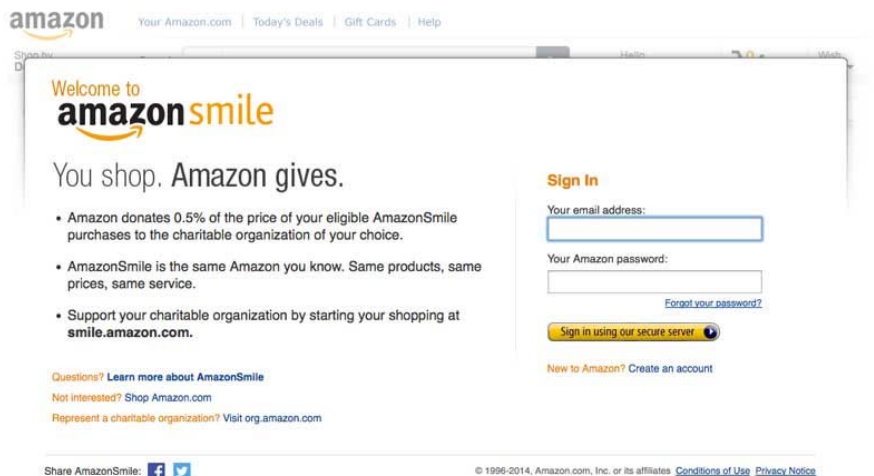 amazon
Your Amazon.com | Today's Deals | Gift Cards | Help
Shop by
Hello
Wish
Welcome to
amazonsmile
You shop. Amazon gives.
• Amazon donates 0.5% of the price of your eligible AmazonSmile
purchases to the charitable organization of your choice.
• AmazonSmile is the same Amazon you know. Same products, same
prices, same service.
• Support your charitable organization by starting your shopping at
smile.amazon.com.
Questions? Learn more about AmazonSmile
Not interested? Shop Amazon.com
Represent a charitable organization? Visit org.amazon.com
Sign In
Your email address:
Your Amazon password:
Forgot your password?
Sign in using our secure server
New to Amazon? Create an account
Share AmazonSmile:
© 1996-2014, Amazon.com, Inc. or its affiliates Conditions of Use Privacy Notice